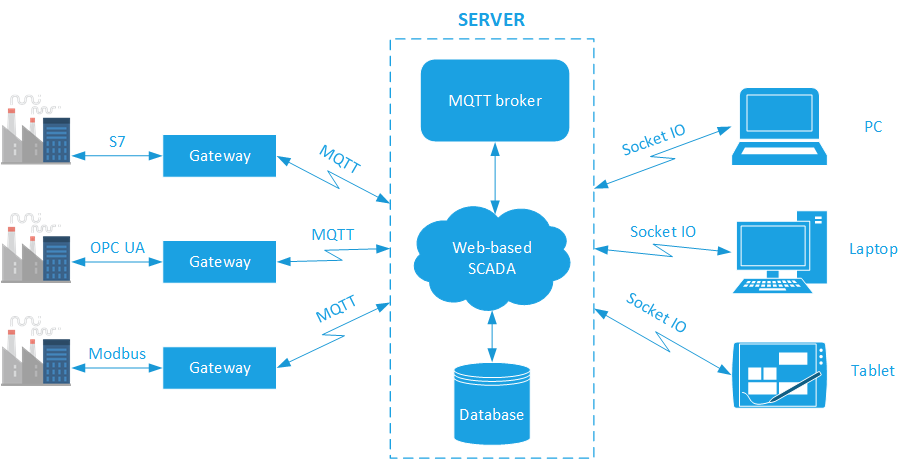 SERVER
MQTT broker
S7
Gateway
MQTT
Socket IO
PC
OPC UA
Gateway
MQTT
Web-based
SCADA
Socket IO
Laptop
Modbus
Gateway
MQTT
Socket IO
Tablet
Database